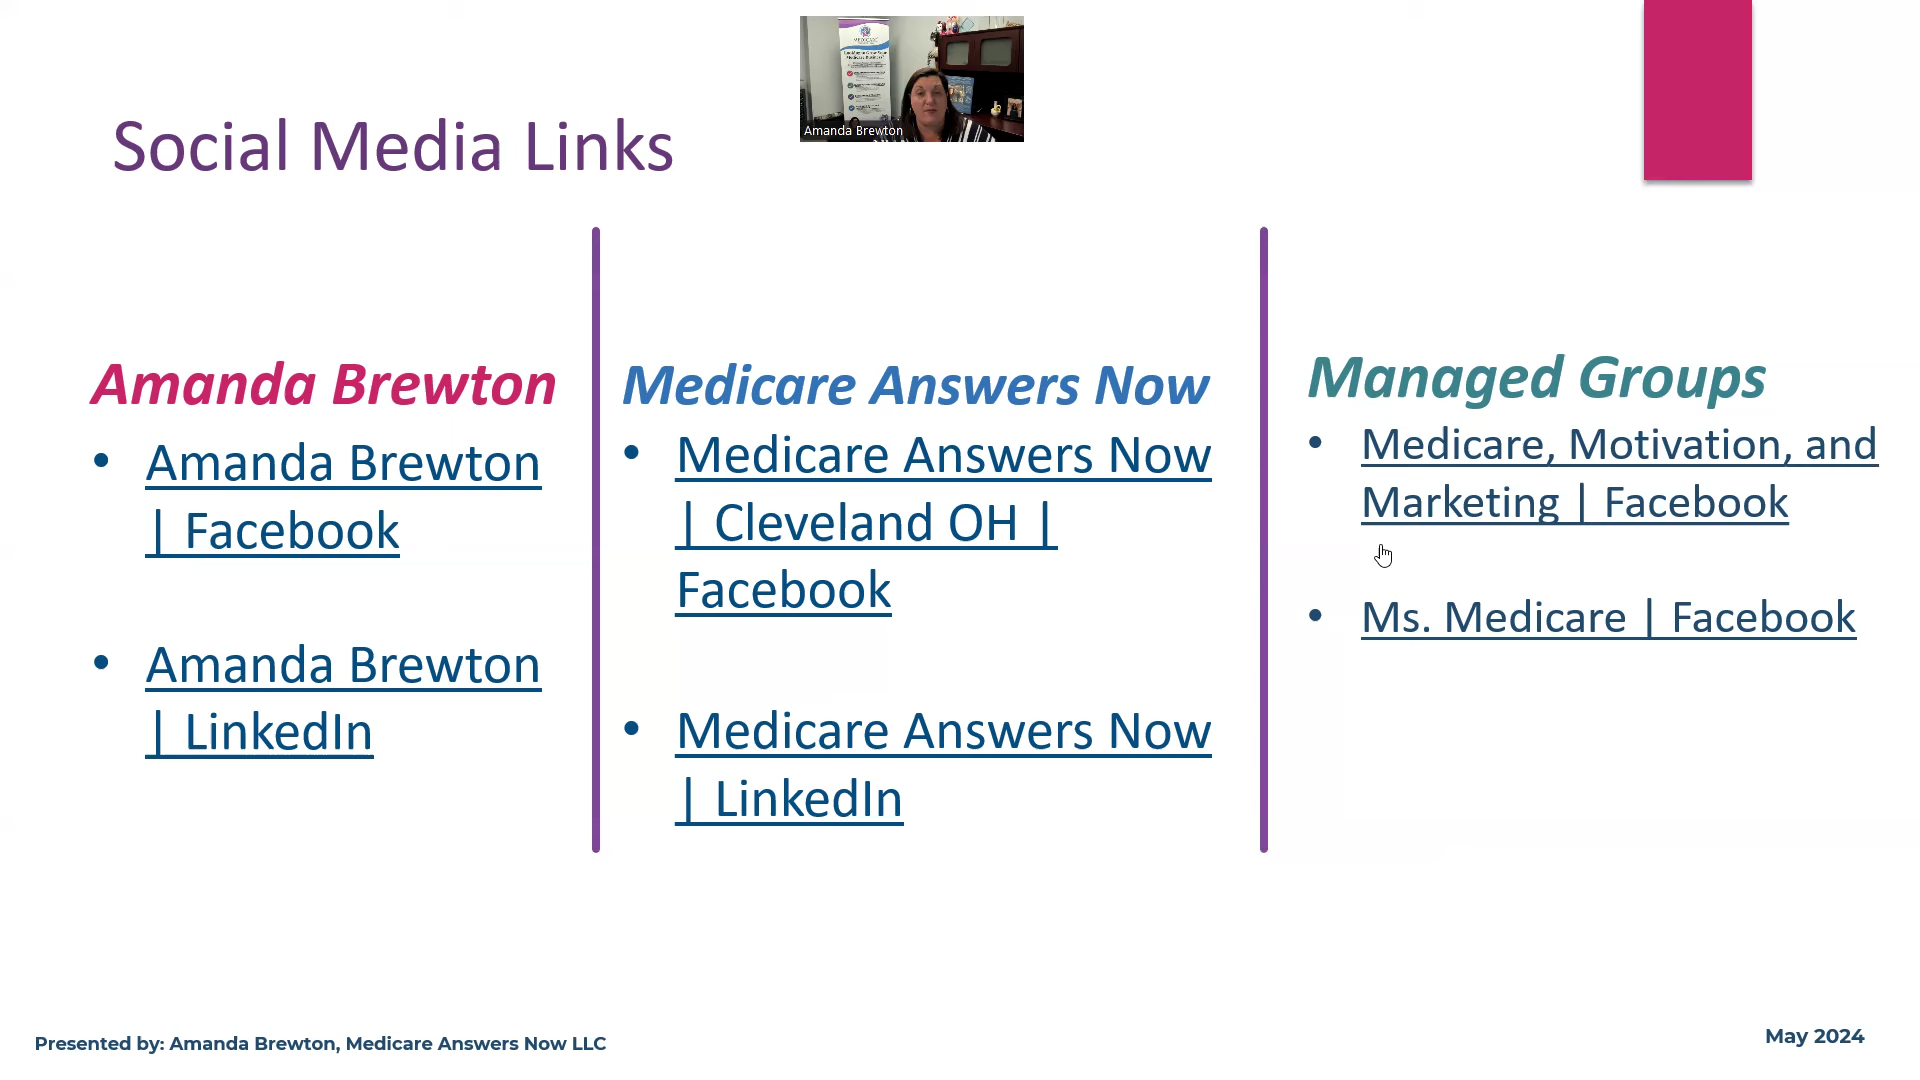 MEDICARE
Amanda Brewton
Social Media Links
Amanda Brewton
• Amanda Brewton
| Facebook
• Amanda Brewton
| LinkedIn
Medicare Answers Now
• Medicare Answers Now
| Cleveland OH |
Facebook
• Medicare Answers Now
| LinkedIn
Managed Groups
• Medicare, Motivation, and
Marketing | Facebook
• Ms. Medicare | Facebook
Presented by: Amanda Brewton, Medicare Answers Now LLC
May 2024